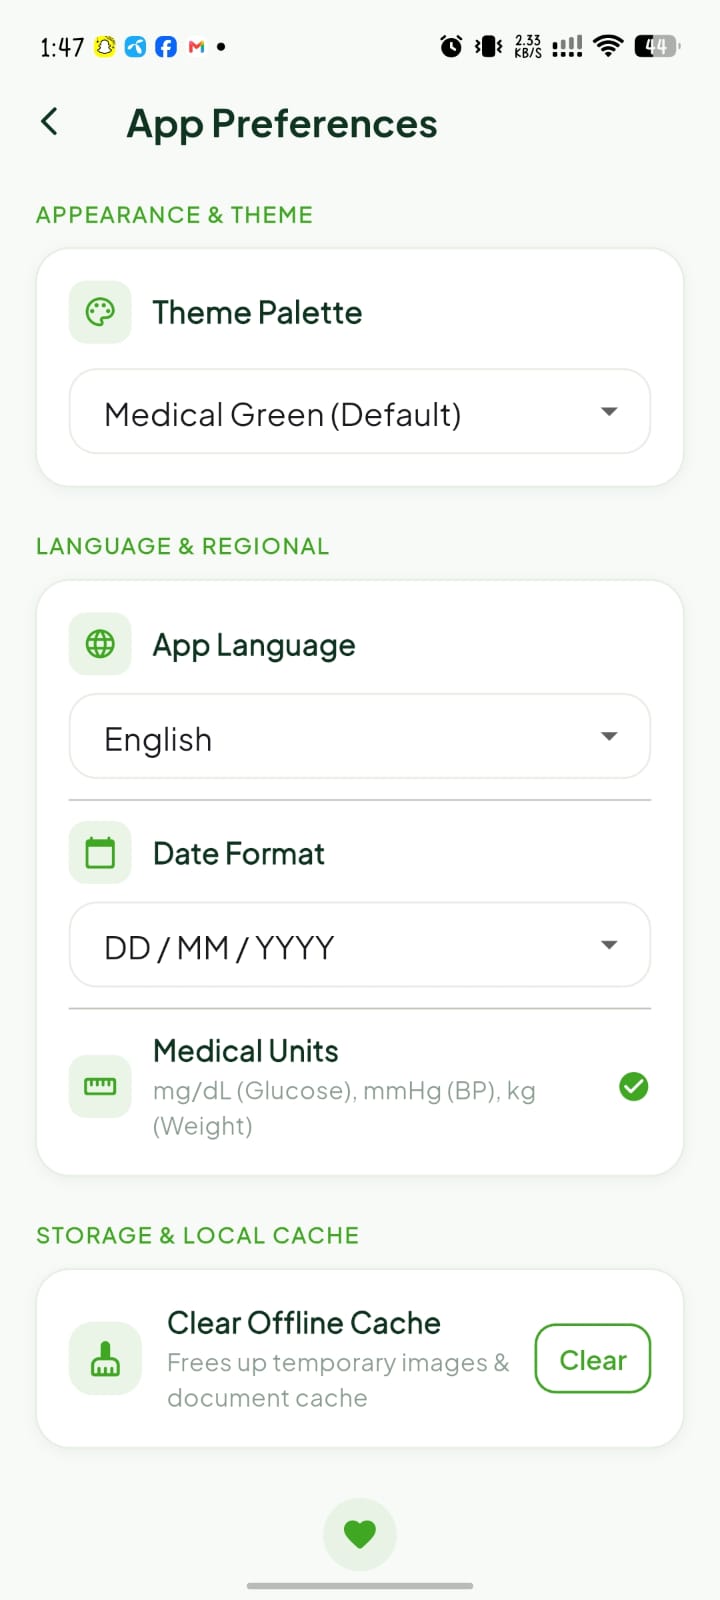 1:47
2.33
KB/S
44
App Preferences
APPEARANCE & THEME
Theme Palette
Medical Green (Default)
LANGUAGE & REGIONAL
App Language
English
Date Format
DD / MM / YYYY
Medical Units
mg/dL (Glucose), mmHg (BP), kg
(Weight)
STORAGE & LOCAL CACHE
Clear Offline Cache
Frees up temporary images &
document cache
Clear